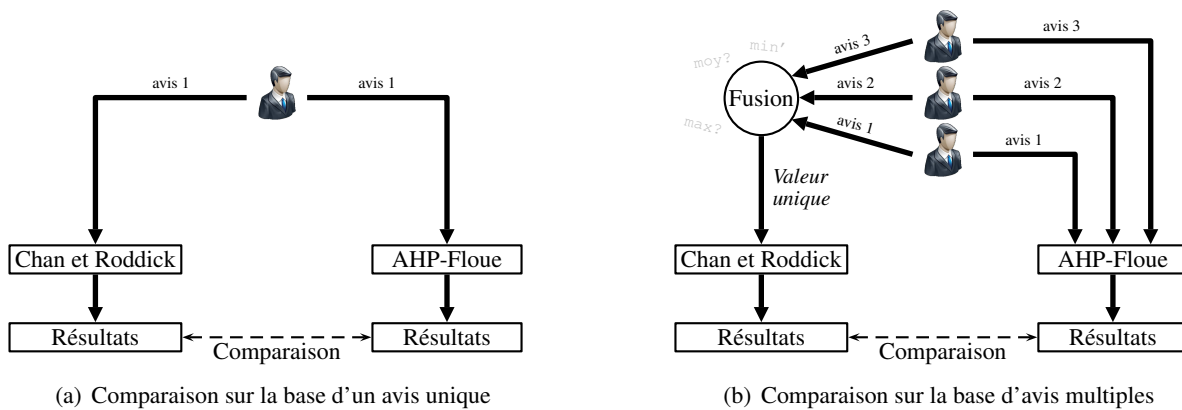 avis 1
avis 1
Chan et Roddick
AHP-Floue
Résultats
Résultats
Comparaison
(a) Comparaison sur la base d'un avis unique
moy?
min'
max?
Fusion
avis 3
avis 2
avis 1
avis 3
avis 2
avis 1
Valeur
unique
Chan et Roddick
AHP-Floue
Résultats
Résultats
Comparaison
(b) Comparaison sur la base d'avis multiples